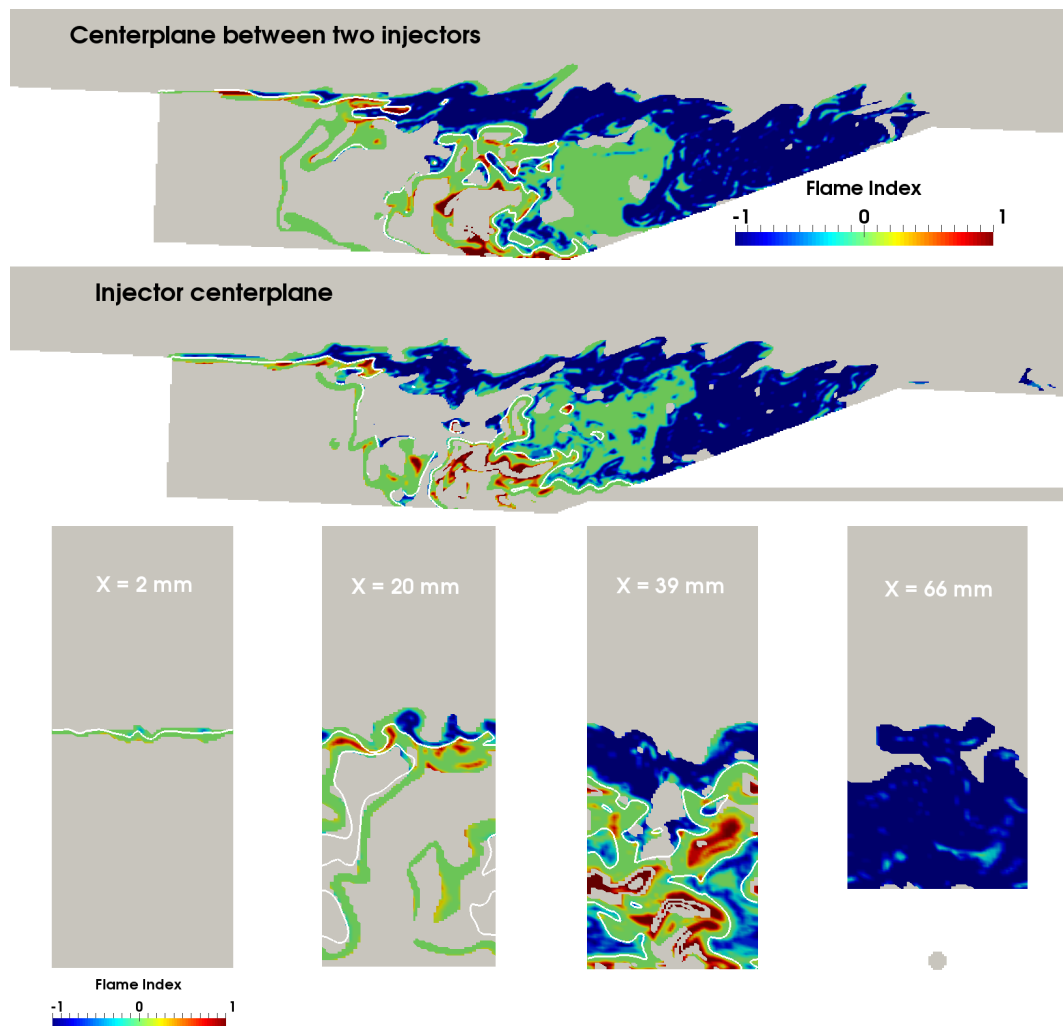 Centerplane between two injectors
Flame Index
-1 0 1
Injector centerplane
X = 2 mm
X = 20 mm
X = 39 mm
X = 66 mm
Flame Index
-1 0 1